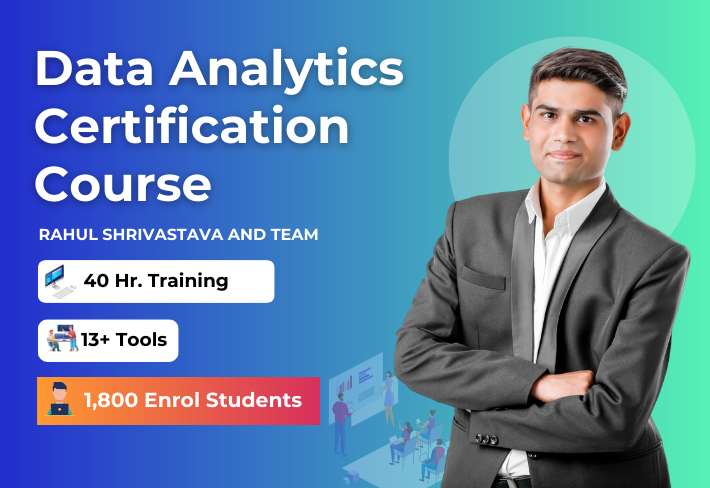 Data Analytics
Certification
Course
RAHUL SHRIVASTAVA AND TEAM
40 Hr. Training
13+ Tools
1,800 Enrol Students